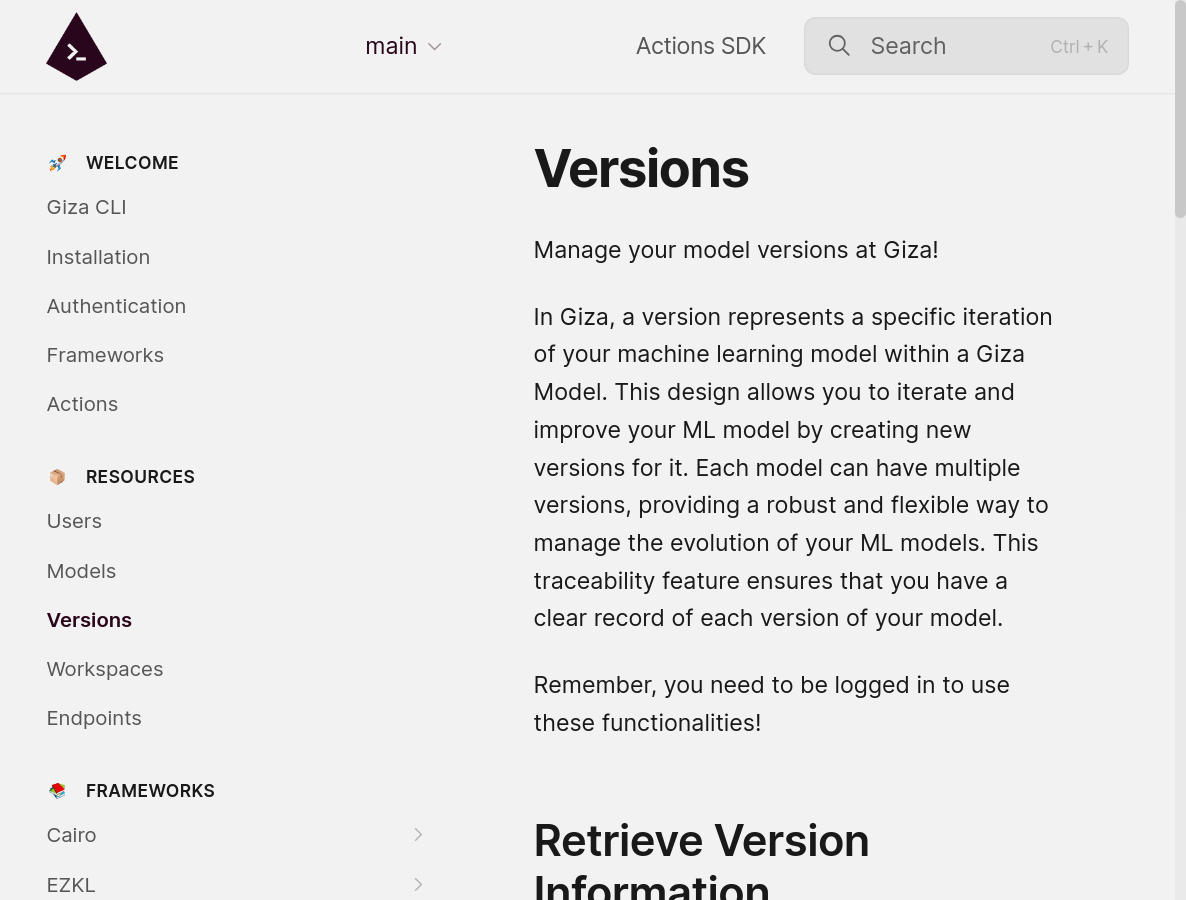 main
Actions SDK
Search
Ctrl + K
WELCOME
Giza CLI
Installation
Authentication
Frameworks
Actions
RESOURCES
Users
Models
Versions
Workspaces
Endpoints
FRAMEWORKS
Cairo
EZKL
Versions
Manage your model versions at Giza!
In Giza, a version represents a specific iteration
of your machine learning model within a Giza
Model. This design allows you to iterate and
improve your ML model by creating new
versions for it. Each model can have multiple
versions, providing a robust and flexible way to
manage the evolution of your ML models. This
traceability feature ensures that you have a
clear record of each version of your model.
Remember, you need to be logged in to use
these functionalities!
Retrieve Version
Information